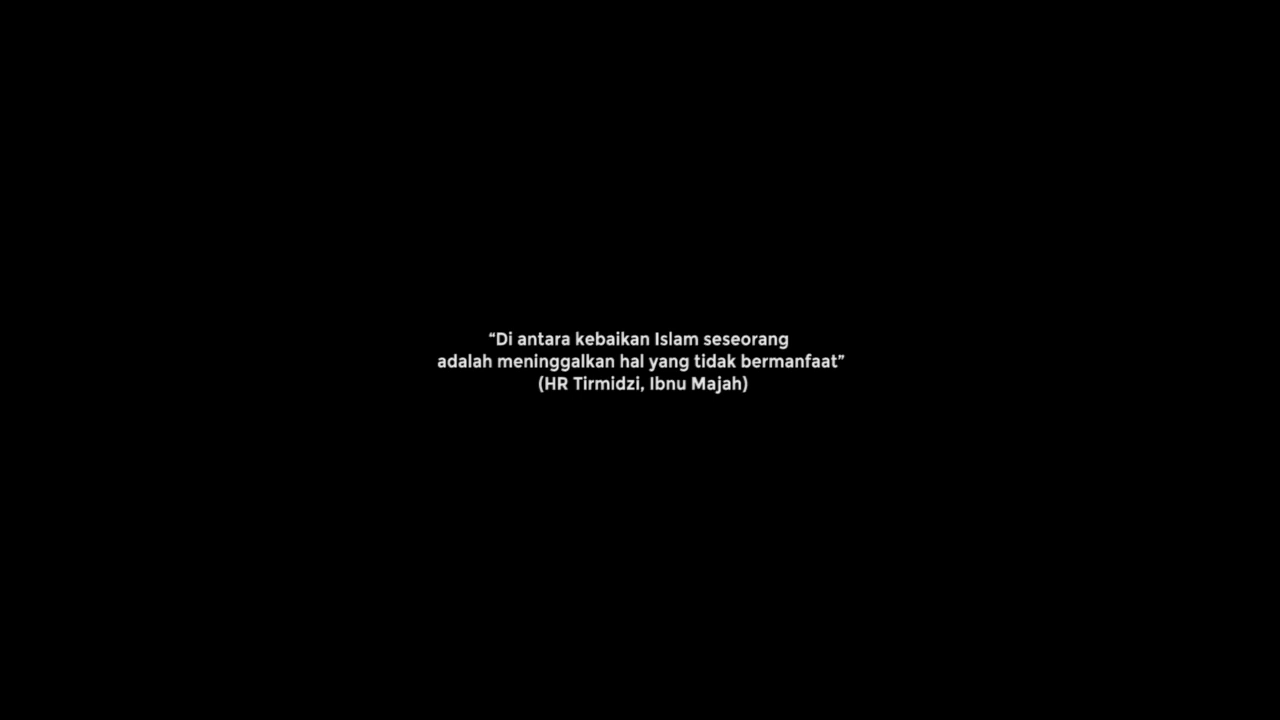 “Di antara kebaikan Islam seseorang
adalah meninggalkan hal yang tidak bermanfaat”
(HR Tirmidzi, Ibnu Majah)